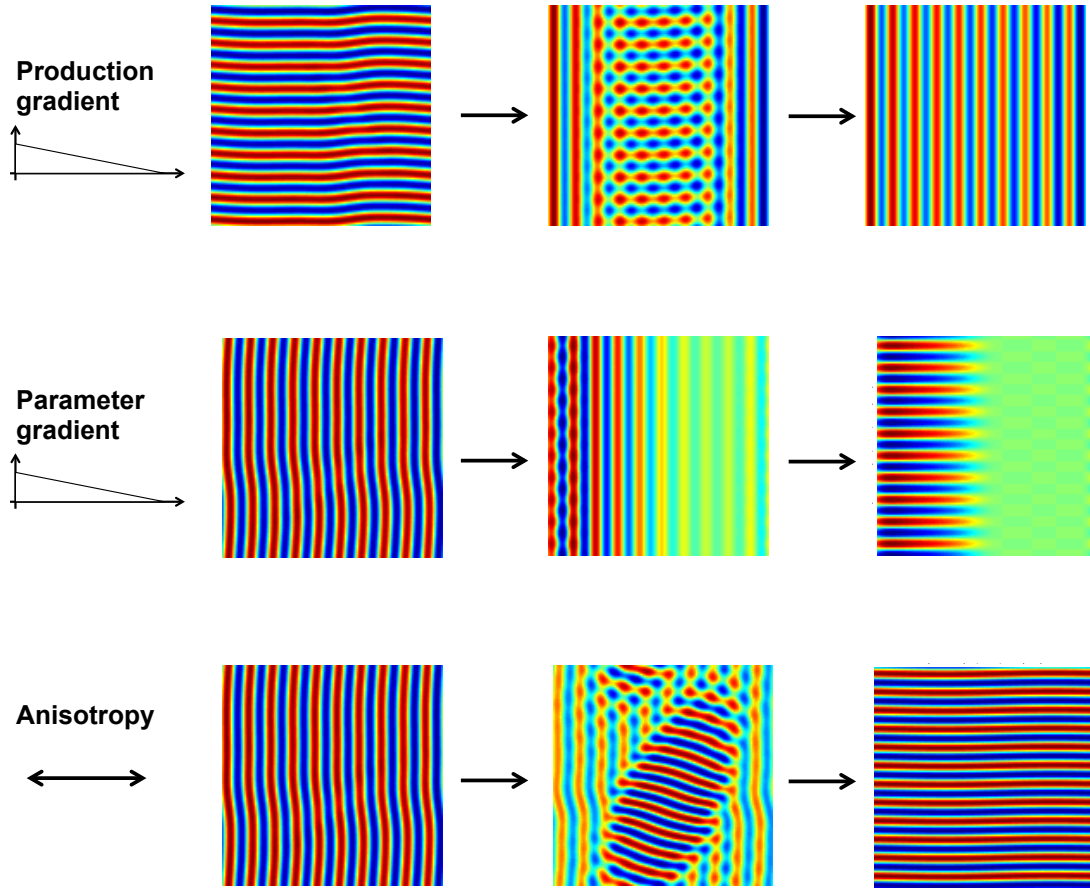 Production
gradient
Parameter
gradient
Anisotropy